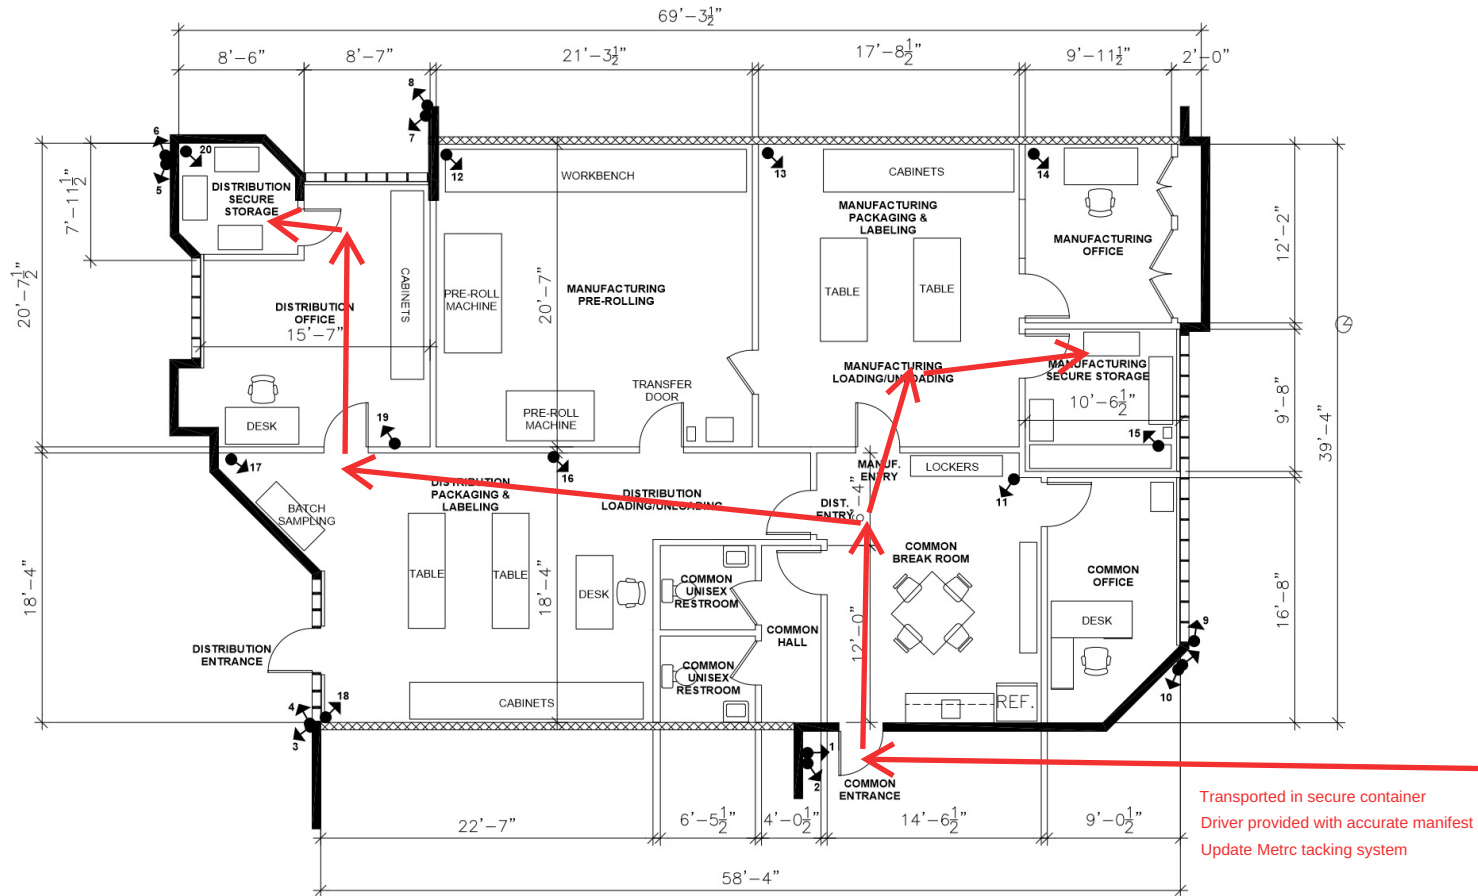 69'-3½"
8'-6"
8'-7"
21'-3½"
17'-8½"
9'-11½"
2'-0"
8
7
6
5
20
12
13
14
WORKBENCH
CABINETS
DISTRIBUTION
SECURE
STORAGE
7'-11½"
20'-7½"
MANUFACTURING
PACKAGING &
LABELING
MANUFACTURING
OFFICE
12'-2"
CABINETS
PRE-ROLL
MACHINE
MANUFACTURING
PRE-ROLLING
20'-7"
TABLE
TABLE
DISTRIBUTION
OFFICE
15'-7"
MANUFACTURING
LOADING/UNLOADING
MANUFACTURING
SECURE STORAGE
10'-6½"
9'-8"
39'-4"
TRANSFER
DOOR
PRE-ROLL
MACHINE
DESK
19
15
17
16
MANUF.
ENTRY
LOCKERS
11
DISTRIBUTION
PACKAGING &
LABELING
DISTRIBUTION
LOADING/UNLOADING
DIST.
ENTRY
6'-4"
BATCH
SAMPLING
COMMON
BREAK ROOM
COMMON
OFFICE
18'-4"
TABLE
TABLE
18'-4"
DESK
COMMON
UNISEX
RESTROOM
COMMON
HALL
12'-0"
DESK
16'-8"
9
DISTRIBUTION
ENTRANCE
COMMON
UNISEX
RESTROOM
CABINETS
REF.
10
4
18
3
1
2
COMMON
ENTRANCE
Transported in secure container
Driver provided with accurate manifest
Update Metrc tacking system
22'-7"
6'-5½"
4'-0½"
14'-6½"
9'-0½"
58'-4"